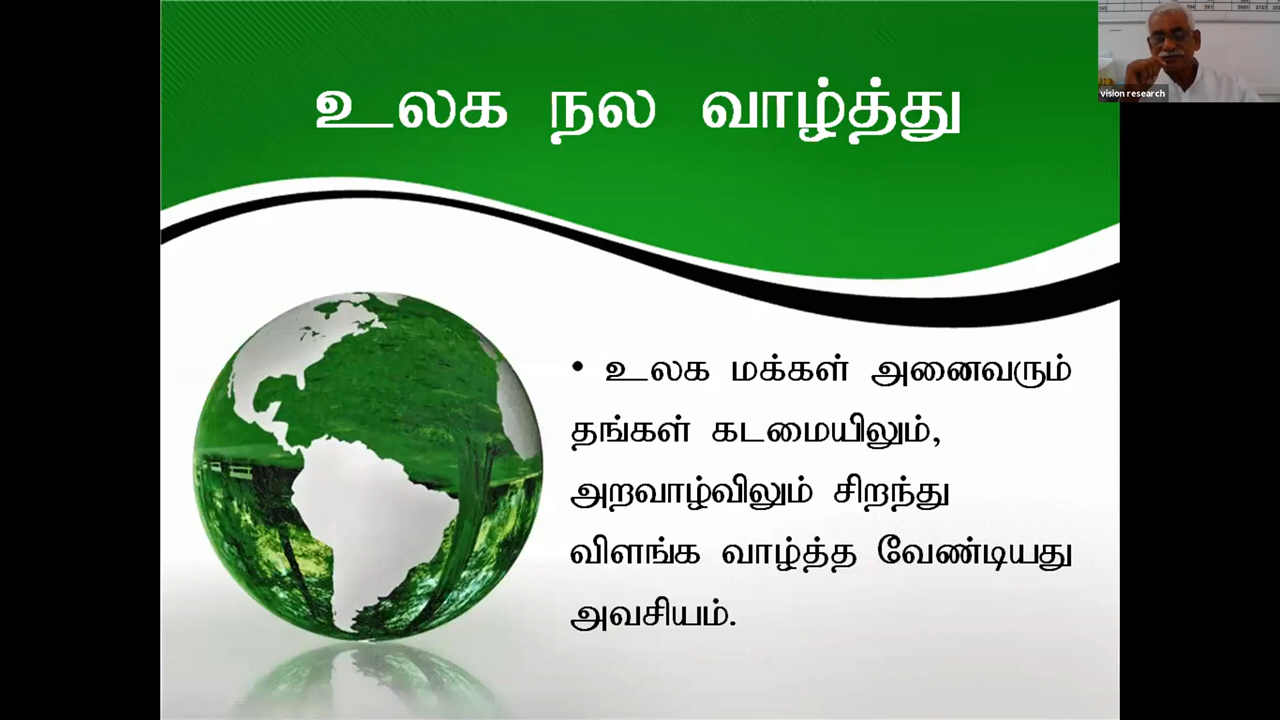 உலக நல வாழ்த்து
vision research
• உலக மக்கள் அனைவரும்
தங்கள் கடமையிலும்,
அறவாழ்விலும் சிறந்து
விளங்க வாழ்த்த வேண்டியது
அவசியம்.